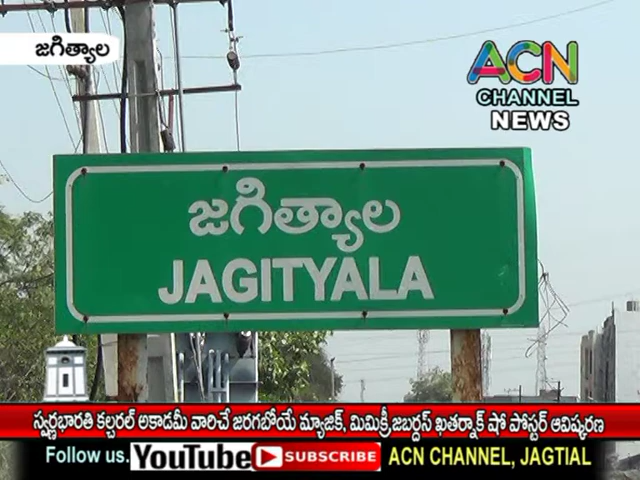 జగిత్యాల
ACN
CHANNEL
NEWS
జగిత్యాల
JAGITYALA
స్వర్ణభారతి కల్చరల్ అకాడమీ వారిచే జరగబోయే మ్యాజిక్, మిమిక్రీ,జబర్దస్ ఖతర్నాక్ షో పోస్టర్ ఆవిష్కరణ
Follow us. YouTube SUBSCRIBE ACN CHANNEL, JAGTIAL